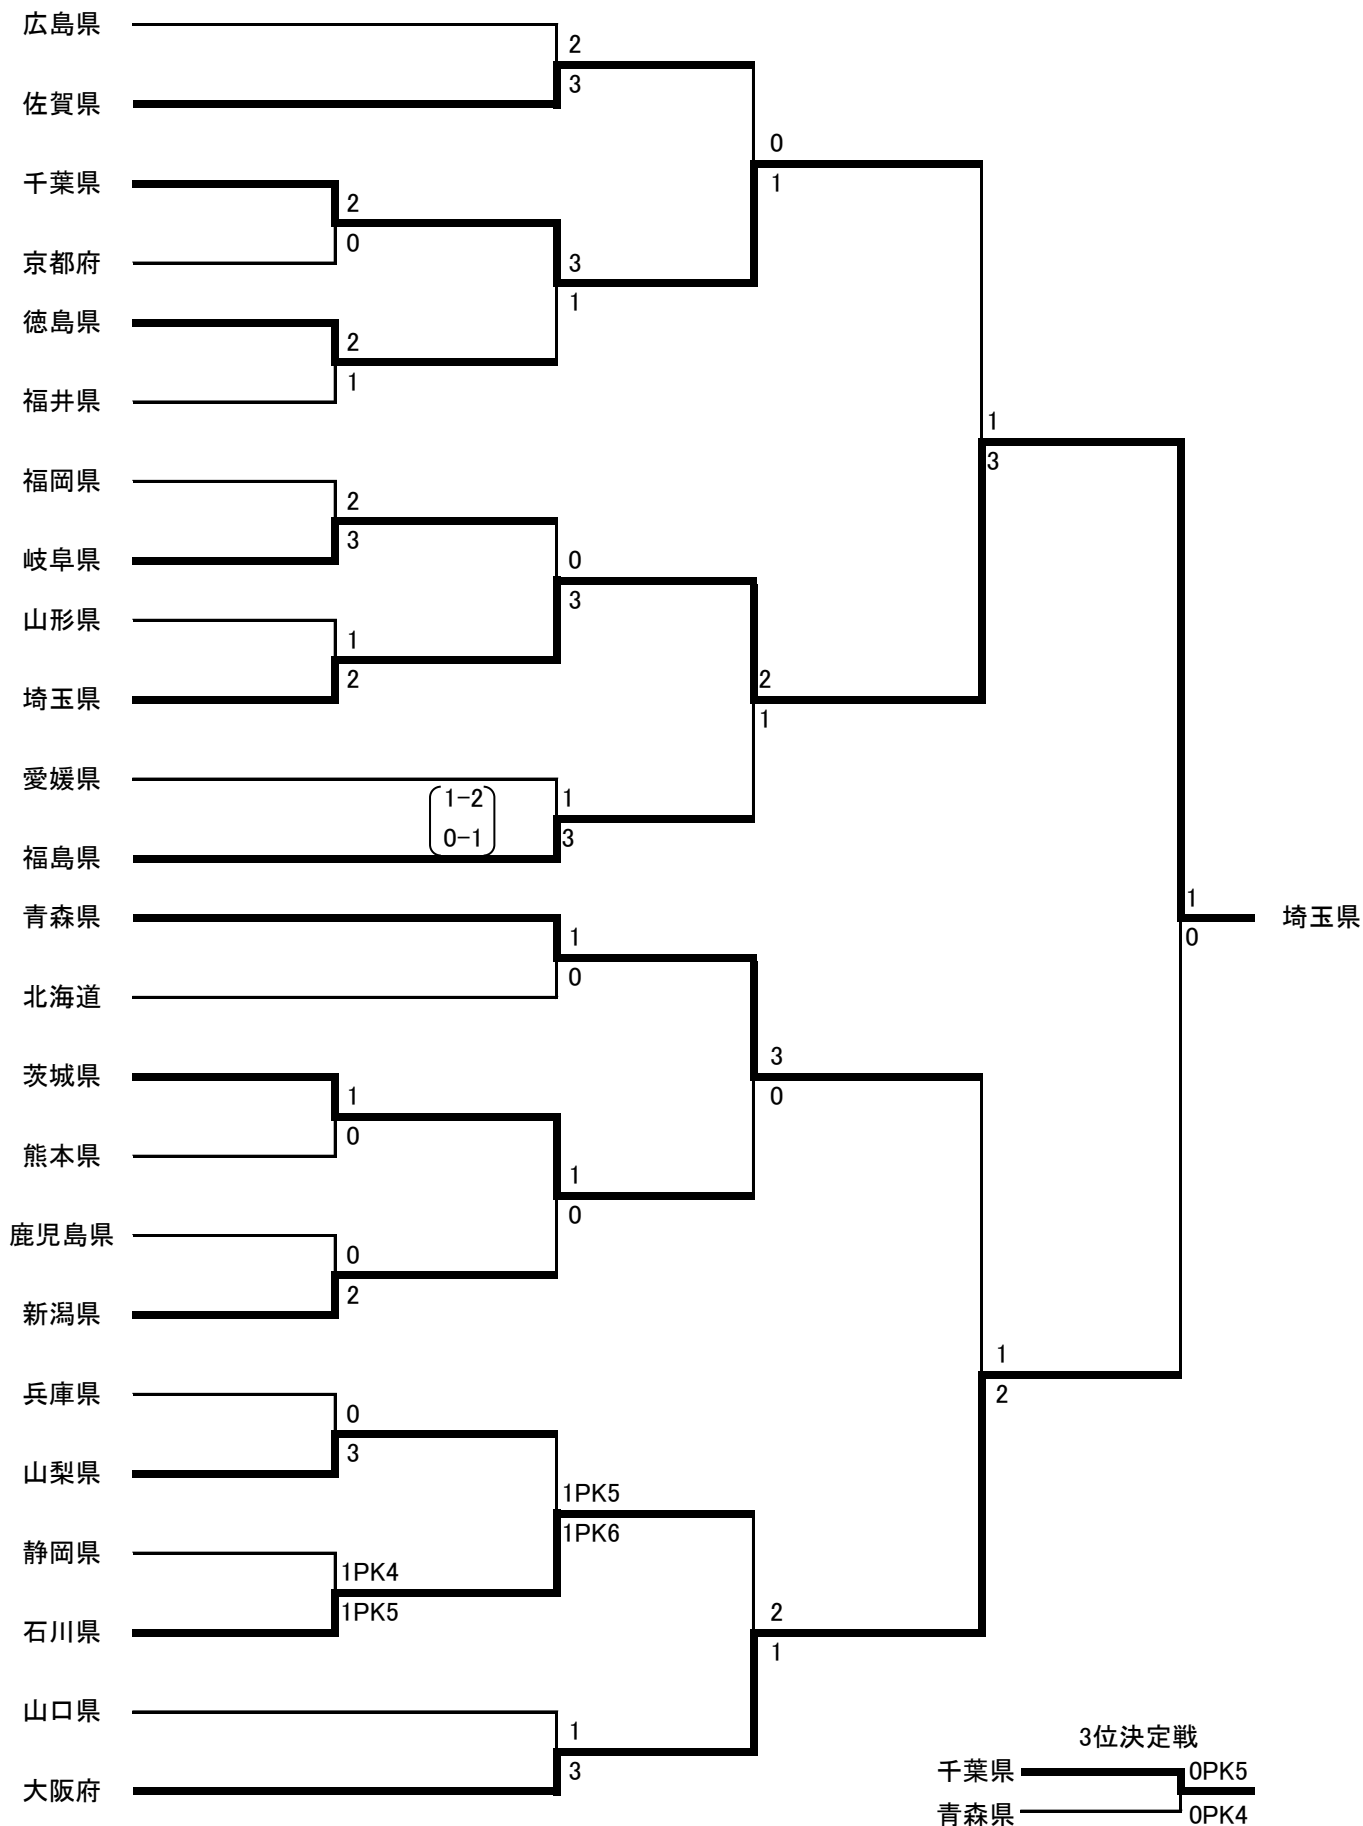 広島県
2
3
佐賀県
0
1
千葉県
2
0
京都府
3
1
徳島県
2
1
福井県
1
3
福岡県
2
3
岐阜県
0
3
山形県
1
2
埼玉県
2
1
愛媛県
1-2
0-1
1
3
福島県
青森県
1
0
埼玉県
1
0
北海道
茨城県
3
0
1
0
熊本県
1
0
鹿児島県
0
2
新潟県
1
2
兵庫県
0
3
山梨県
1PK5
1PK6
静岡県
1PK4
1PK5
石川県
2
1
山口県
1
3
大阪府
3位決定戦
千葉県 0PK5
青森県 0PK4